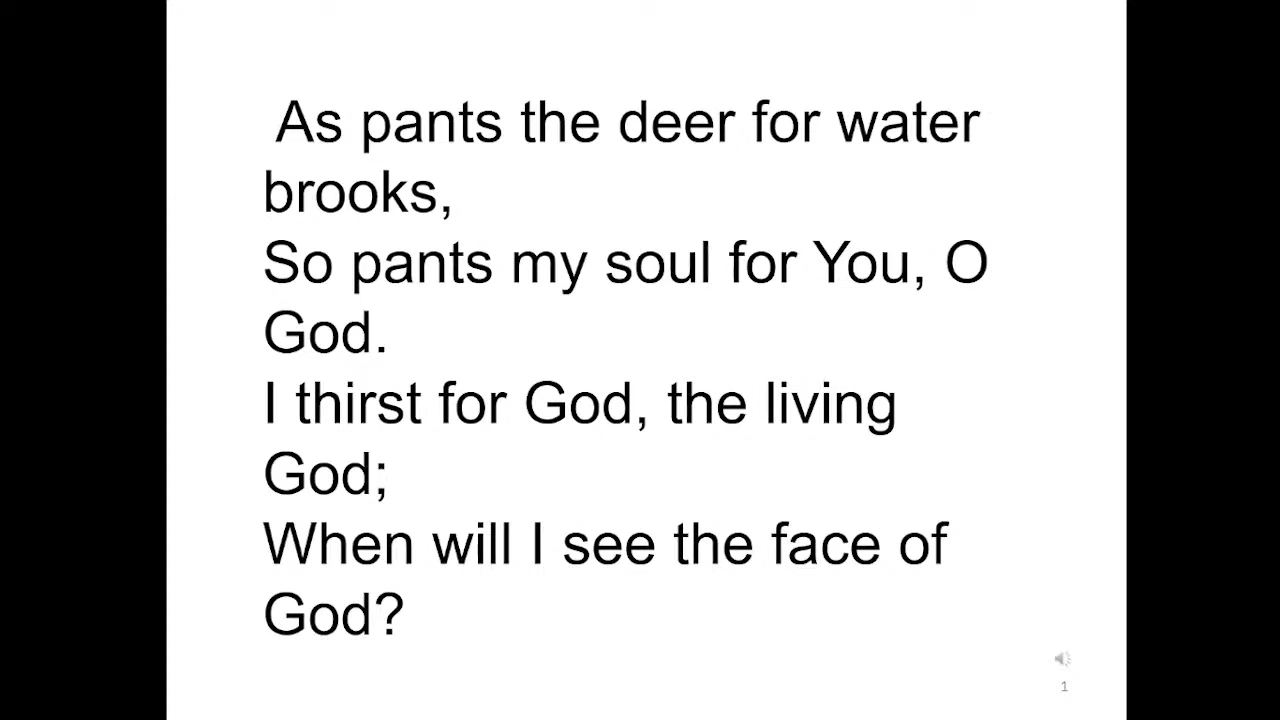 As pants the deer for water
brooks,
So pants my soul for You, O
God.
I thirst for God, the living
God;
When will I see the face of
God?
1